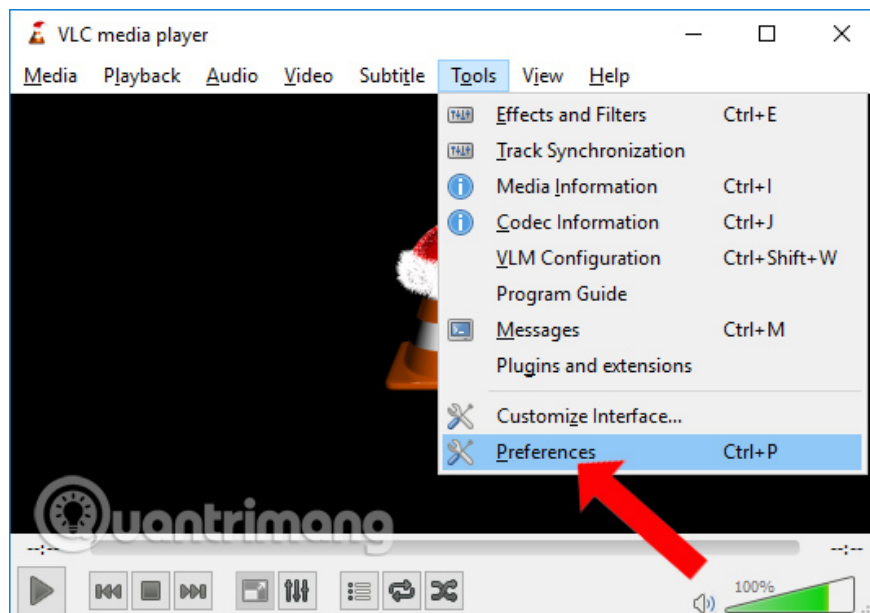 VLC media player
Media Playback Audio Video Subtitle Tools View Help
Effects and Filters Ctrl+E
Track Synchronization
Media Information Ctrl+I
Codec Information Ctrl+J
VLM Configuration Ctrl+Shift+W
Program Guide
Messages Ctrl+M
Plugins and extensions
Customize Interface...
Preferences Ctrl+P
Quantrimang
--:-- --:--
100%